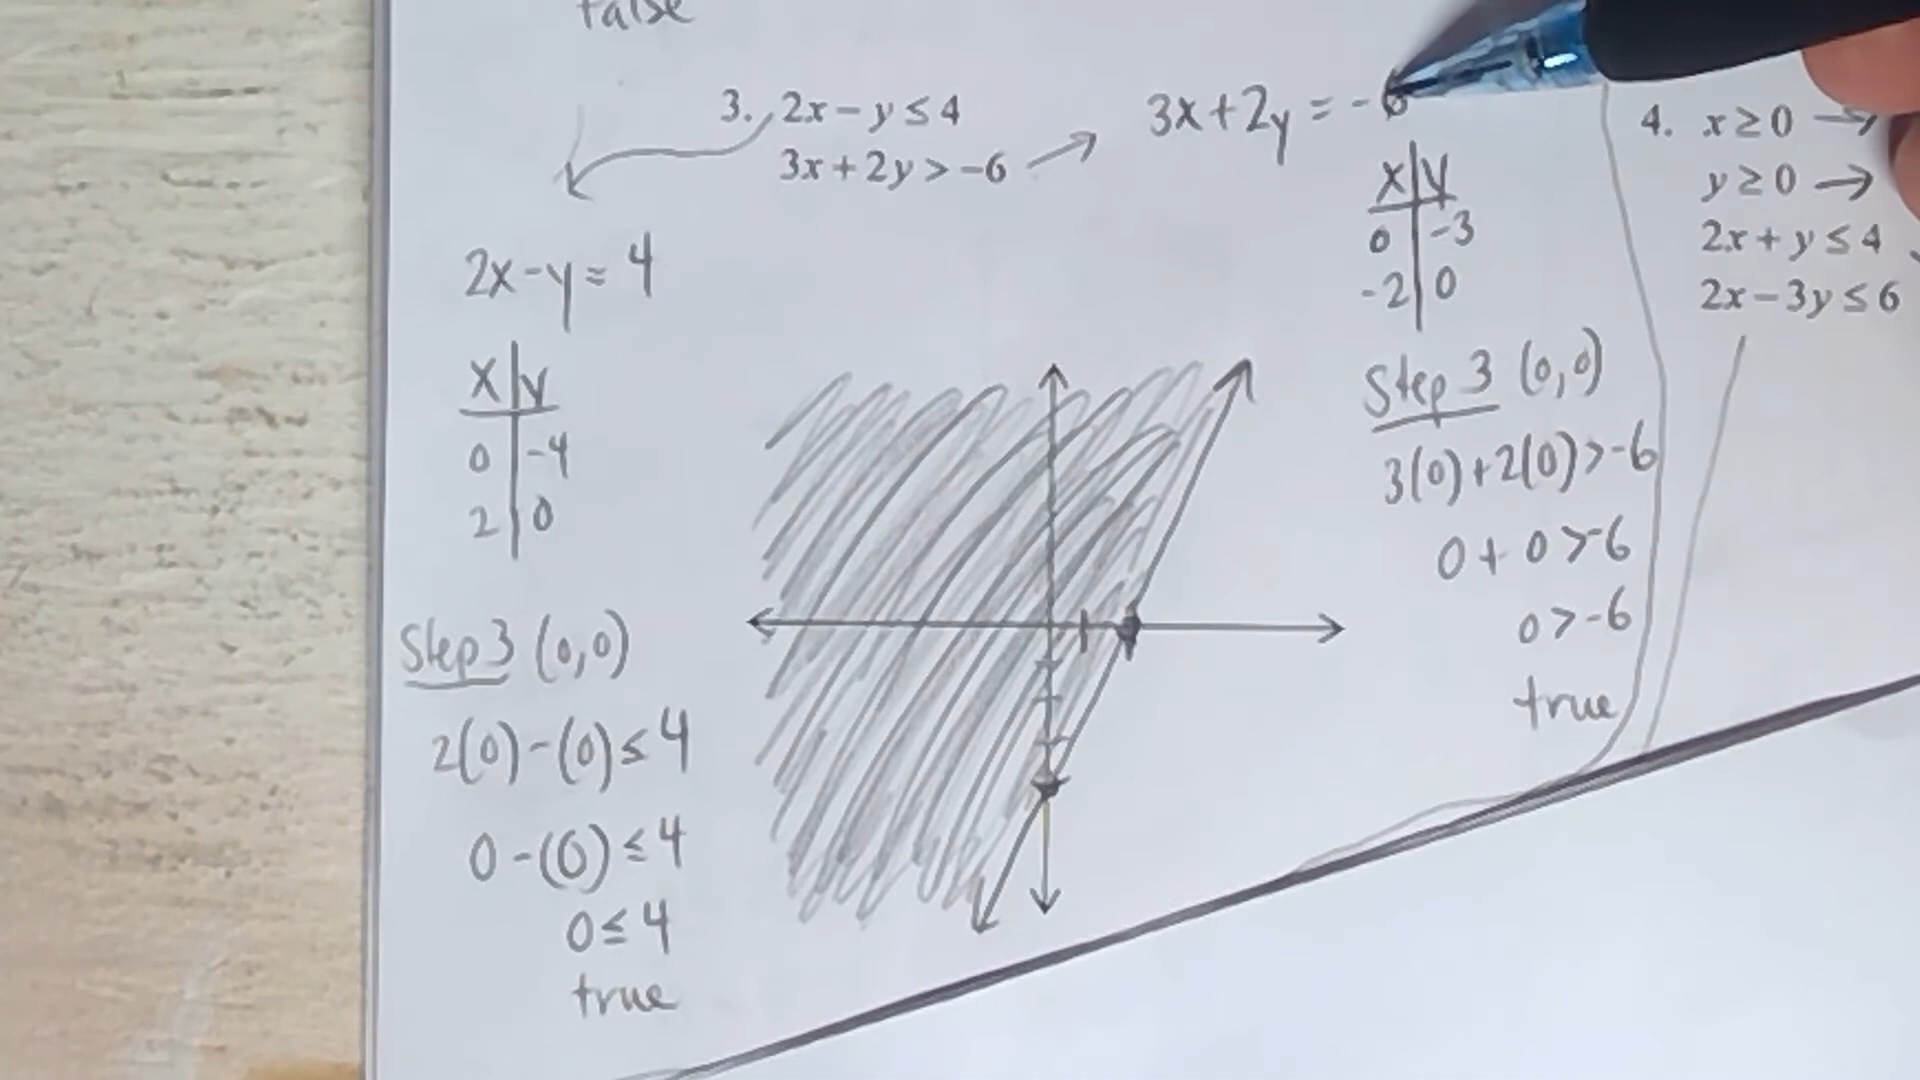 false
3. 2x - y ≤ 4
3x + 2y > -6
3x + 2y = -6
x | y
0 | -3
-2 | 0
Step 3 (0,0)
3(0) + 2(0) > -6
0 + 0 > -6
0 > -6
true
2x - y = 4
x | y
0 | -4
2 | 0
Step 3 (0,0)
2(0) - (0) ≤ 4
0 - (0) ≤ 4
0 ≤ 4
true
4. x ≥ 0
y ≥ 0
2x + y ≤ 4
2x - 3y ≤ 6